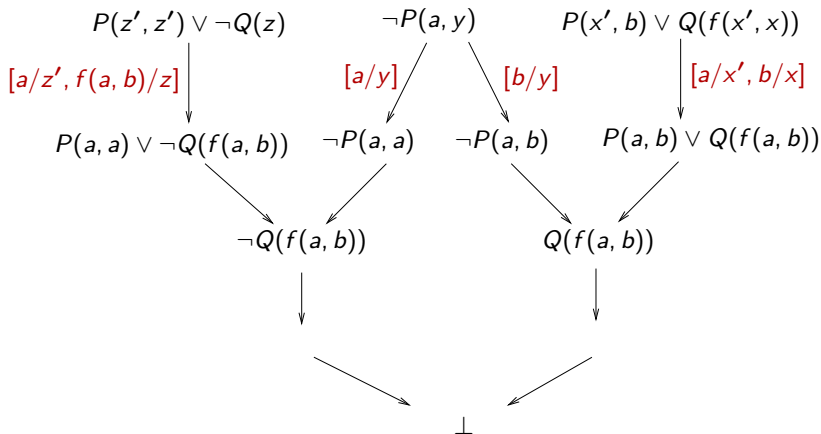 P(z′, z′) ∨ ¬Q(z) ¬P(a, y) P(x′, b) ∨ Q(f(x′, x))
[a/z′, f(a, b)/z] [a/y] [b/y] [a/x′, b/x]
P(a, a) ∨ ¬Q(f(a, b)) ¬P(a, a) ¬P(a, b) P(a, b) ∨ Q(f(a, b))
¬Q(f(a, b)) Q(f(a, b))
⊥